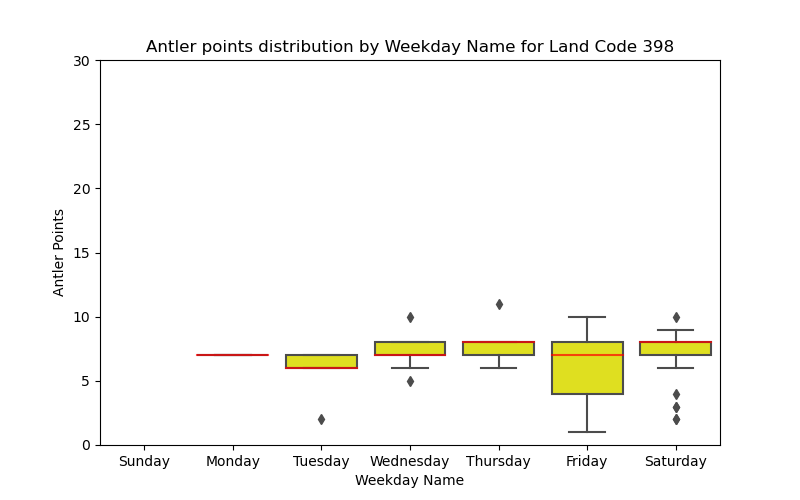 Antler points distribution by Weekday Name for Land Code 398
30
25
20
15
10
5
0
Antler Points
Sunday Monday Tuesday Wednesday Thursday Friday Saturday
Weekday Name